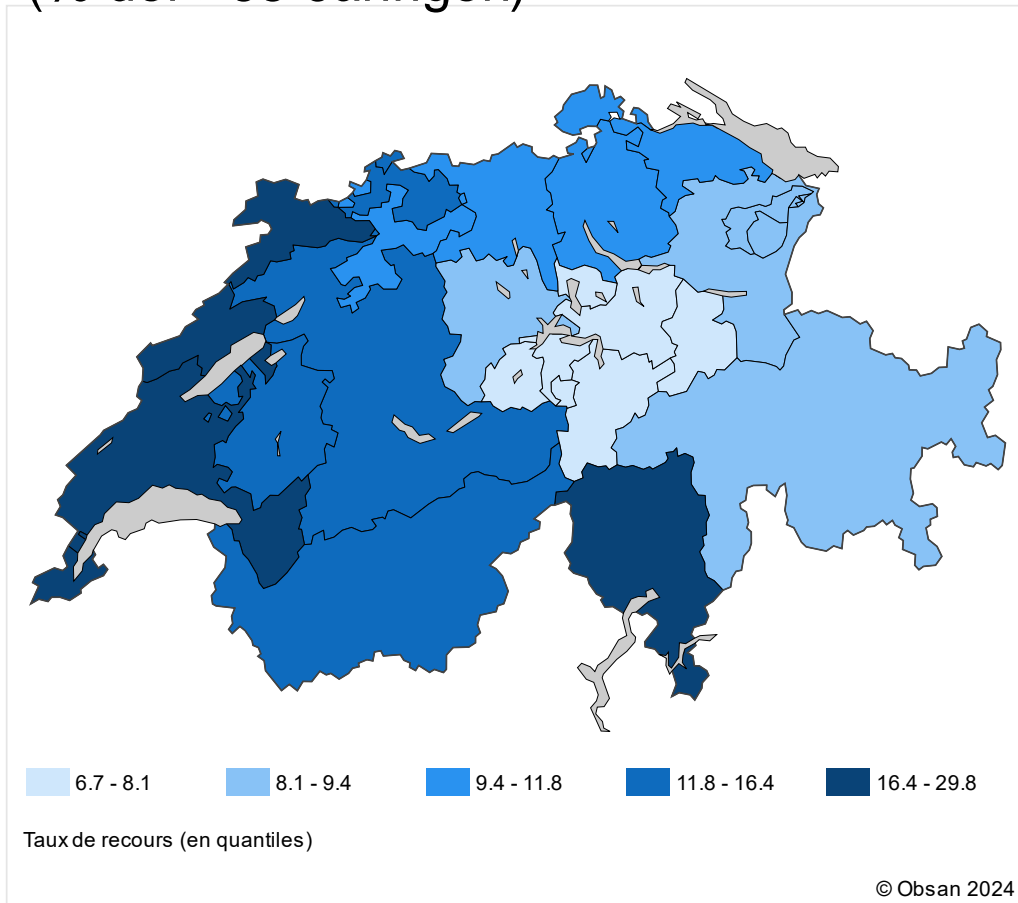 6.7 - 8.1
8.1 - 9.4
9.4 - 11.8
11.8 - 16.4
16.4 - 29.8
Taux de recours (en quantiles)
© Obsan 2024